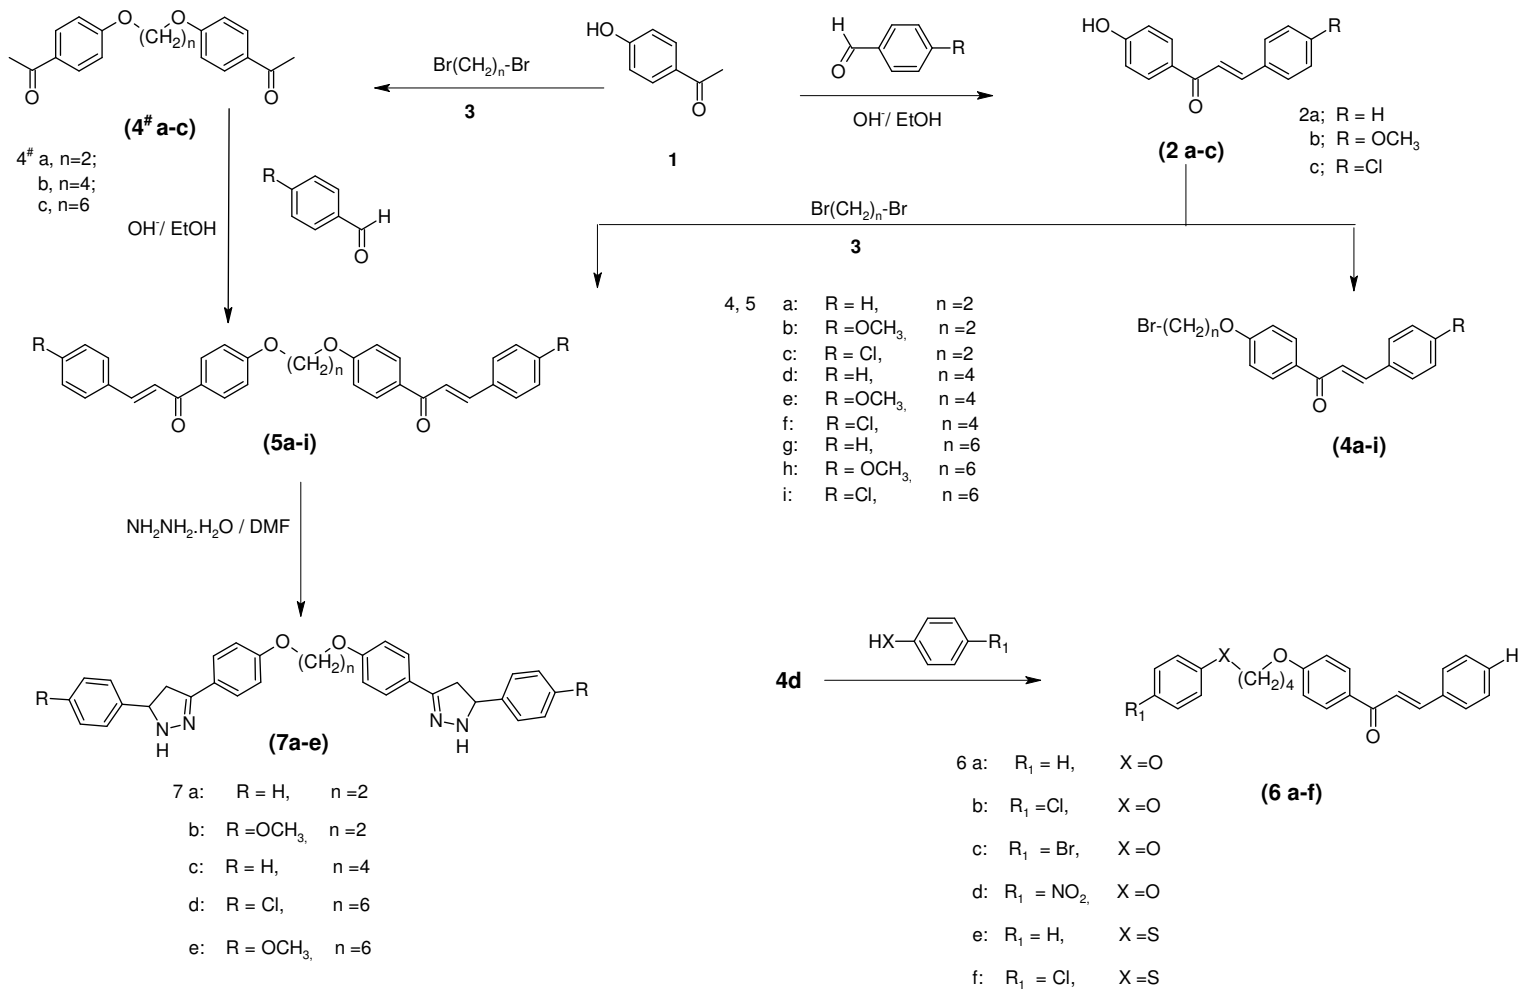 O O (CH2)n O O
(4# a-c)
4# a, n=2;
b, n=4;
c, n=6
Br(CH2)n-Br
3
HO O
1
H O R
OH-/ EtOH
HO O R
(2 a-c)
2a; R = H
b; R = OCH3
c; R =Cl
R H O
OH-/ EtOH
Br(CH2)n-Br
3
R O O (CH2)n O O R
(5a-i)
4, 5 a: R = H, n =2
b: R =OCH3, n =2
c: R = Cl, n =2
d: R =H, n =4
e: R =OCH3, n =4
f: R =Cl, n =4
g: R =H, n =6
h: R = OCH3, n =6
i: R =Cl, n =6
Br-(CH2)nO O R
(4a-i)
NH2NH2.H2O / DMF
R N H N O (CH2)n O N N H R
(7a-e)
7 a: R = H, n =2
b: R =OCH3, n =2
c: R = H, n =4
d: R = Cl, n =6
e: R = OCH3, n =6
4d
HX R1
R1 X (CH2)4 O O H
(6 a-f)
6 a: R1 = H, X =O
b: R1 =Cl, X =O
c: R1 = Br, X =O
d: R1 = NO2, X =O
e: R1 = H, X =S
f: R1 = Cl, X =S